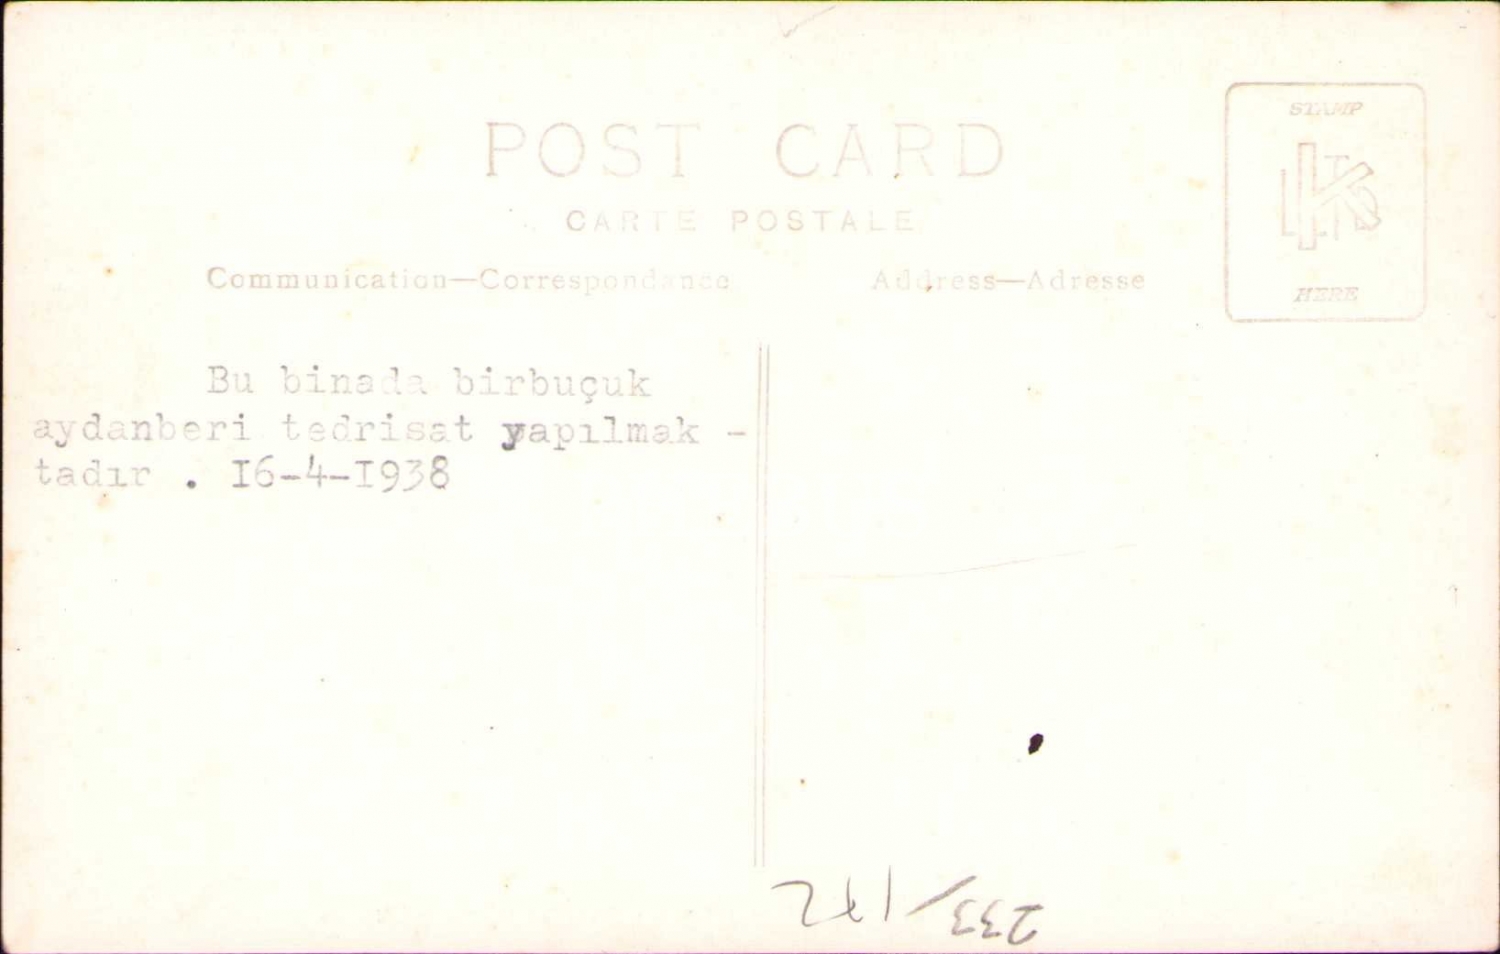 POST CARD
CARTE POSTALE
Communication—Correspondance
Address—Adresse
STAMP
HERE
Bu binada birbuçuk
aydanberi tedrisat yapılmak -
tadır . I6-4-I938
233/